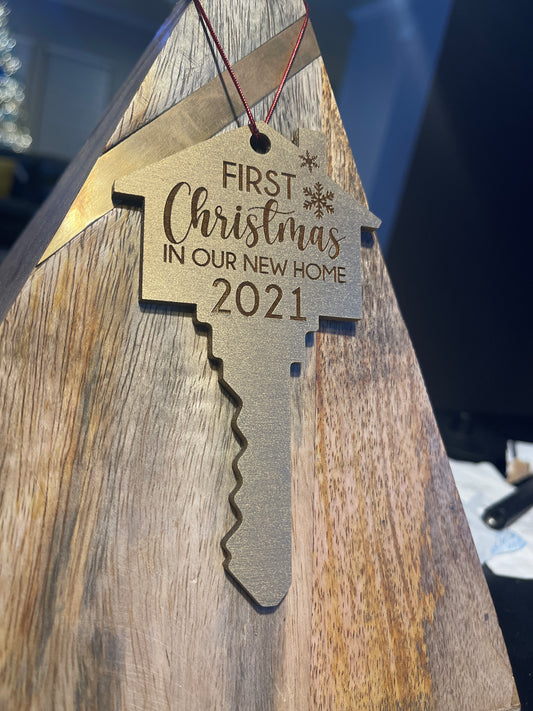 FIRST
Christmas
IN OUR NEW HOME
2021